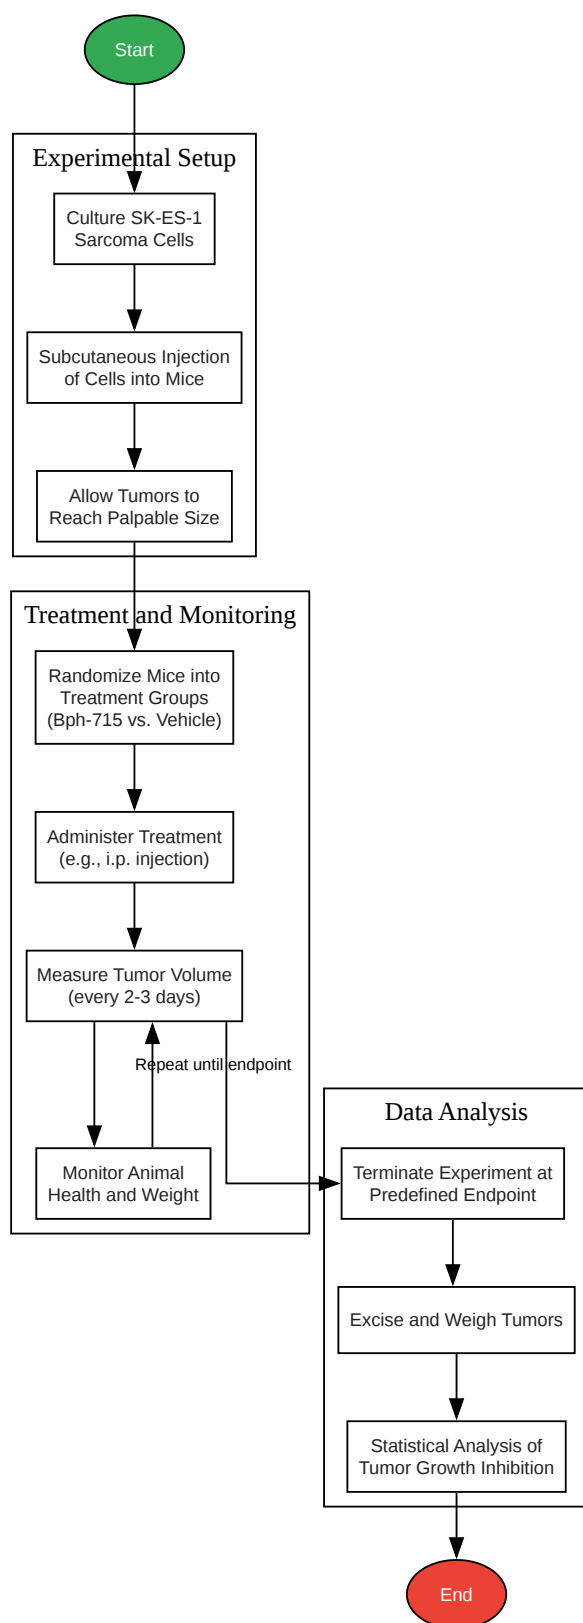 Start
Experimental Setup
Culture SK-ES-1
Sarcoma Cells
Subcutaneous Injection
of Cells into Mice
Allow Tumors to
Reach Palpable Size
Treatment and Monitoring
Randomize Mice into
Treatment Groups
(Bph-715 vs. Vehicle)
Administer Treatment
(e.g., i.p. injection)
Measure Tumor Volume
(every 2-3 days)
Repeat until endpoint
Monitor Animal
Health and Weight
Data Analysis
Terminate Experiment at
Predefined Endpoint
Excise and Weigh Tumors
Statistical Analysis of
Tumor Growth Inhibition
End